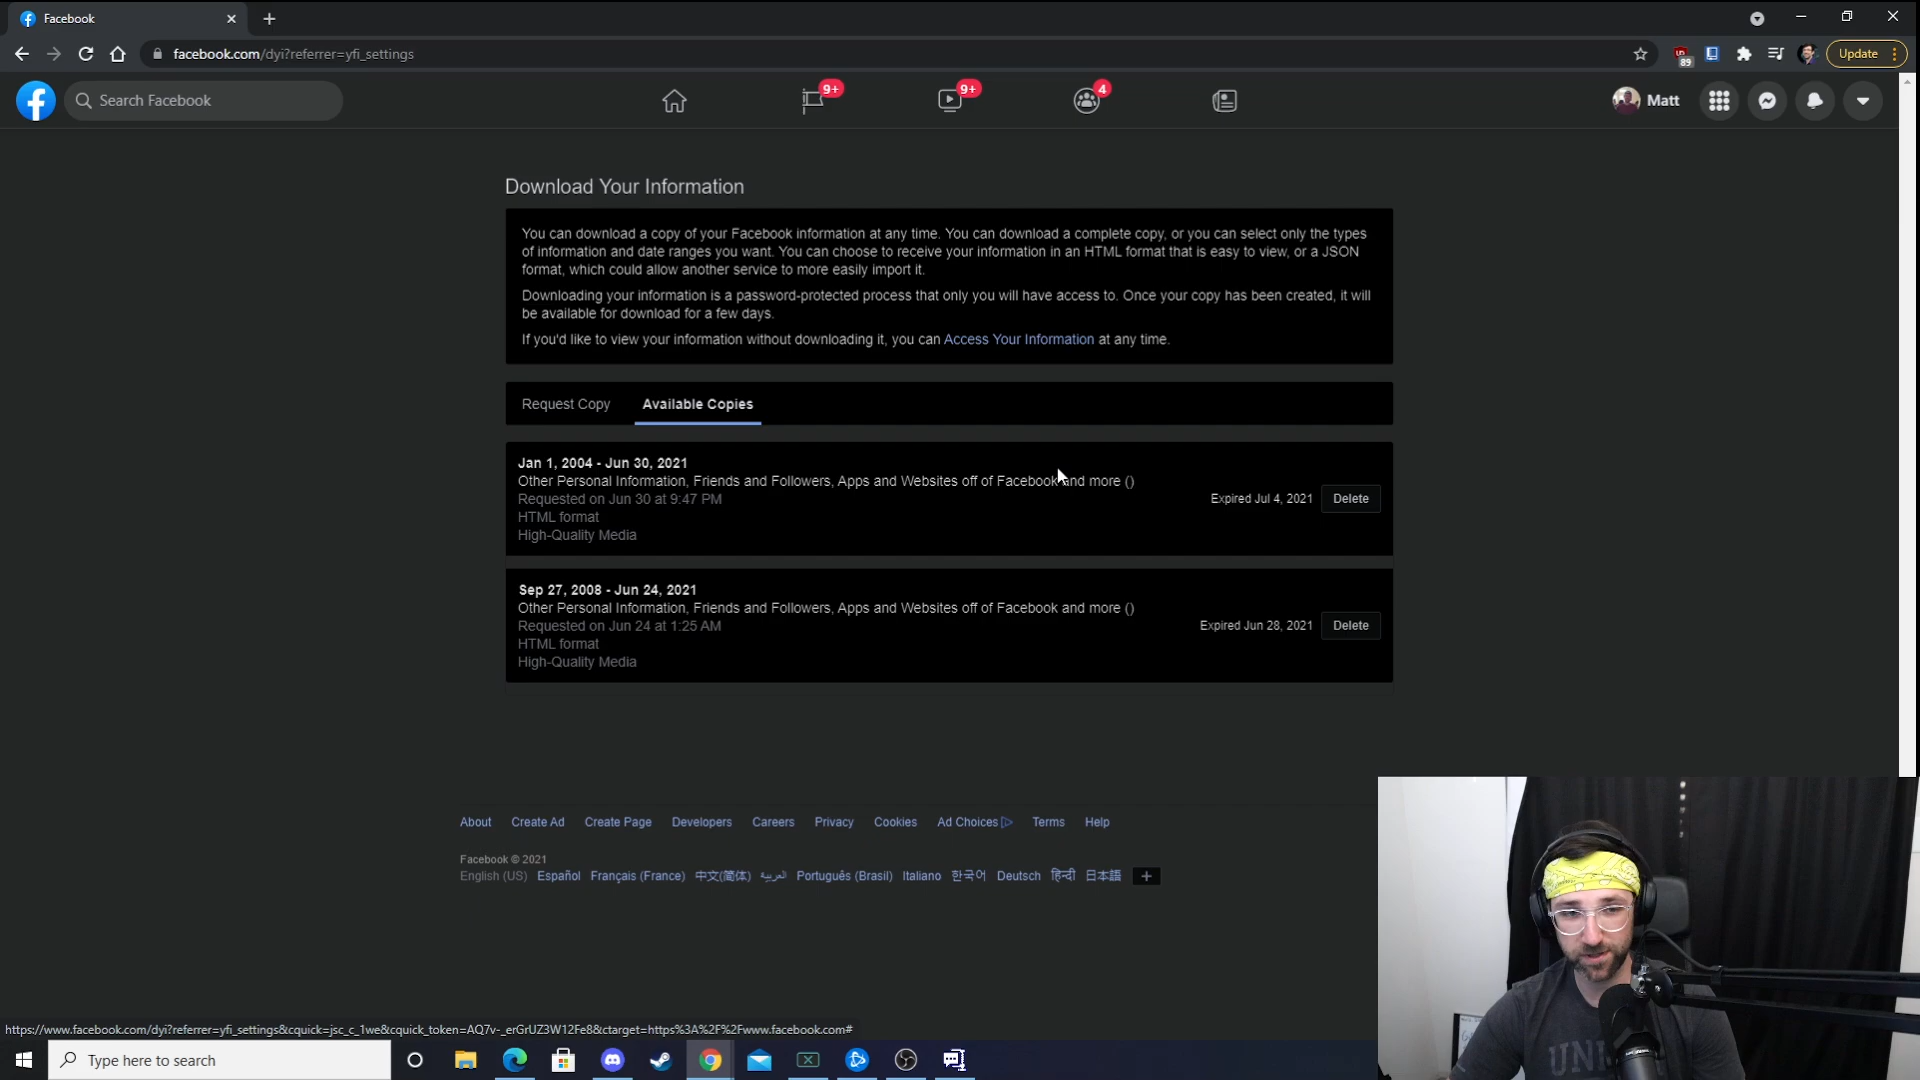 Facebook
facebook.com/dyi?referrer=yfi_settings
89
Update
Search Facebook
9+
9+
4
Matt
Download Your Information
You can download a copy of your Facebook information at any time. You can download a complete copy, or you can select only the types
of information and date ranges you want. You can choose to receive your information in an HTML format that is easy to view, or a JSON
format, which could allow another service to more easily import it.
Downloading your information is a password-protected process that only you will have access to. Once your copy has been created, it will
be available for download for a few days.
If you'd like to view your information without downloading it, you can Access Your Information at any time.
Request Copy
Available Copies
Jan 1, 2004 - Jun 30, 2021
Other Personal Information, Friends and Followers, Apps and Websites off of Facebook and more ()
Requested on Jun 30 at 9:47 PM
HTML format
High-Quality Media
Expired Jul 4, 2021
Delete
Sep 27, 2008 - Jun 24, 2021
Other Personal Information, Friends and Followers, Apps and Websites off of Facebook and more ()
Requested on Jun 24 at 1:25 AM
HTML format
High-Quality Media
Expired Jun 28, 2021
Delete
About Create Ad Create Page Developers Careers Privacy Cookies Ad Choices Terms Help
Facebook © 2021
English (US) Español Français (France) 中文(简体) العربية Português (Brasil) Italiano 한국어 Deutsch हिन्दी 日本語 +
https://www.facebook.com/dyi?referrer=yfi_settings&cquick=jsc_c_1we&cquick_token=AQ7v-_erGrUZ3W12Fe8&ctarget=https%3A%2F%2Fwww.facebook.com#
Type here to search